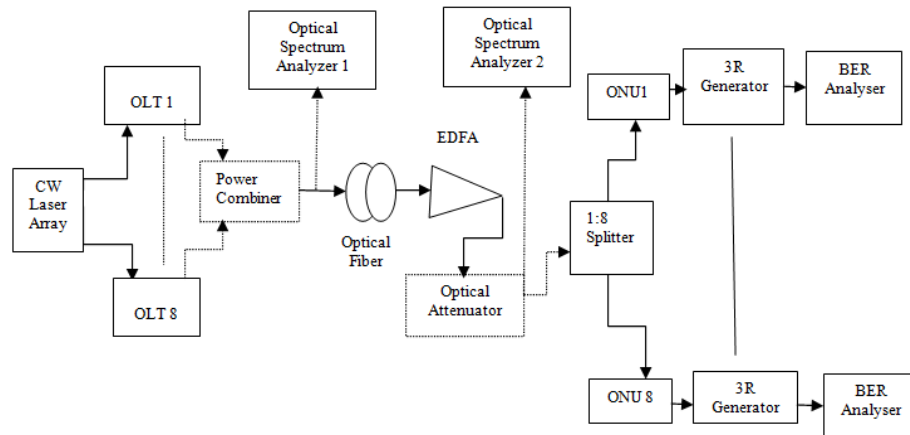 Optical
Spectrum
Analyzer 1
Optical
Spectrum
Analyzer 2
3R
Generator
BER
Analyser
ONU1
OLT 1
EDFA
Power
Combiner
CW
Laser
Array
1:8
Splitter
Optical
Fiber
Optical
Attenuator
OLT 8
ONU 8
3R
Generator
BER
Analyser